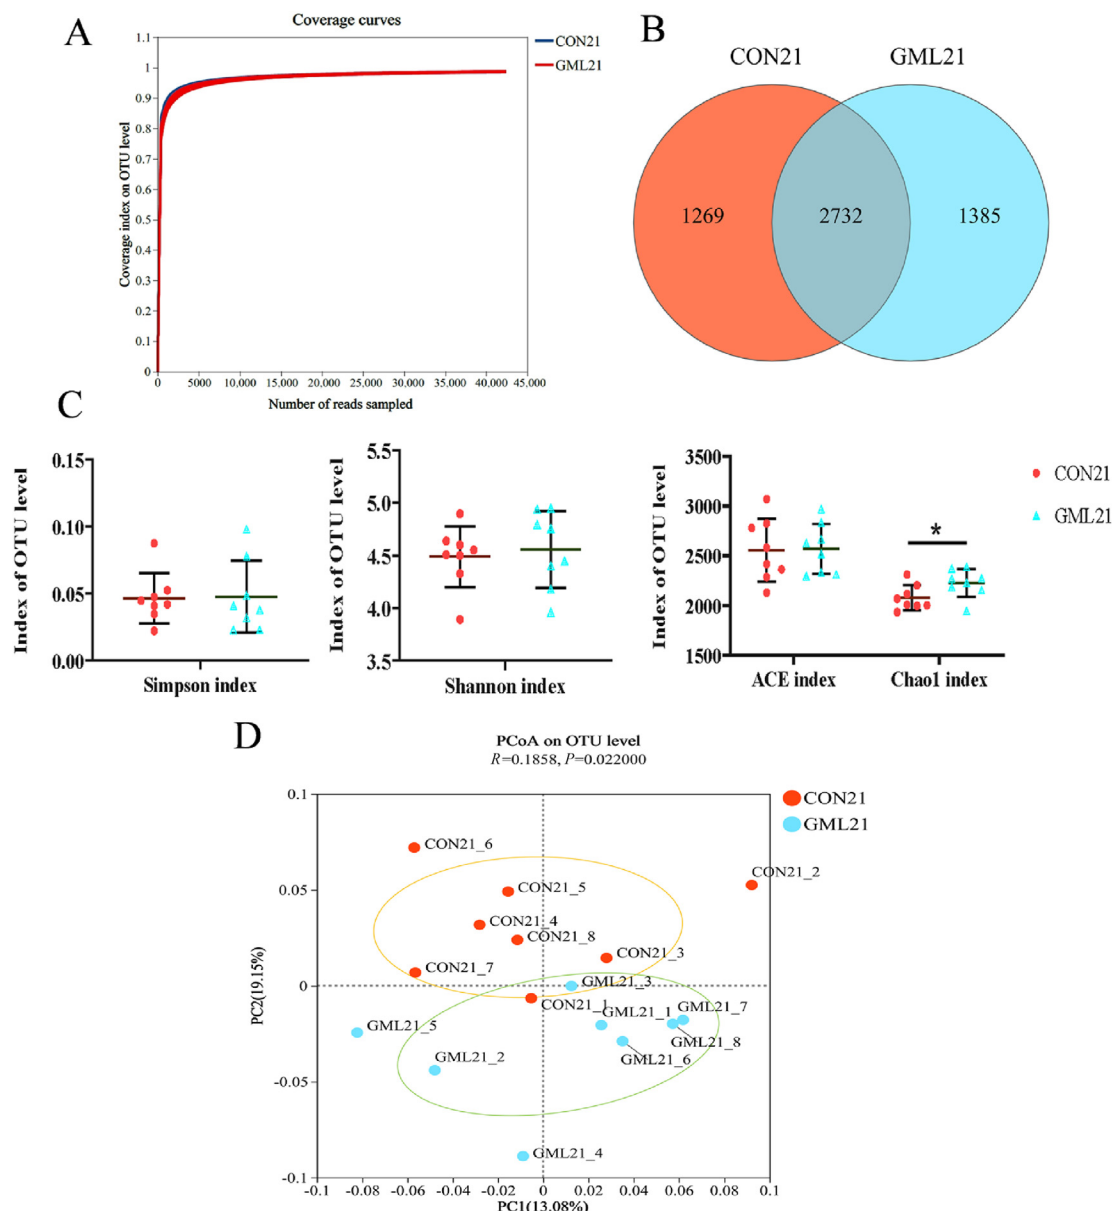 A
Coverage curves
CON21
GML21
Coverage index on OTU level
1.1
1
0.9
0.8
0.7
0.6
0.5
0.4
0.3
0.2
0.1
0
0
5000
10,000
15,000
20,000
25,000
30,000
35,000
40,000
45,000
Number of reads sampled
B
CON21
GML21
1269
2732
1385
C
Index of OTU level
0.15
0.10
0.05
0.00
Simpson index
Index of OTU level
5.5
5.0
4.5
4.0
3.5
Shannon index
Index of OTU level
3500
3000
2500
2000
1500
*
ACE index
Chao1 index
CON21
GML21
D
PCoA on OTU level
R=0.1858, P=0.022000
CON21
GML21
PC2(19.15%)
0.1
0.05
0
-0.05
-0.1
CON21_6
CON21_2
CON21_5
CON21_4
CON21_8
CON21_3
CON21_7
GML21_3
CON21_1
GML21_1
GML21_7
GML21_5
GML21_8
GML21_2
GML21_6
GML21_4
-0.1
-0.08
-0.06
-0.04
-0.02
0
0.02
0.04
0.06
0.08
0.1
PC1(13.08%)